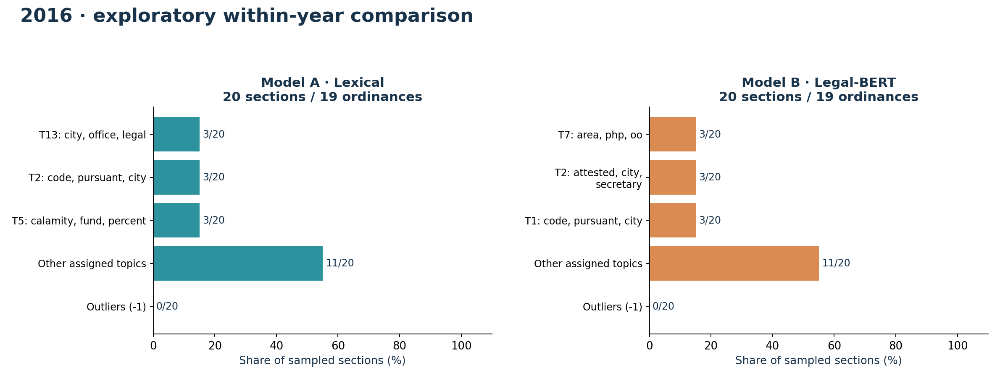 2016 · exploratory within-year comparison
Model A · Lexical
20 sections / 19 ordinances
T13: city, office, legal
3/20
T2: code, pursuant, city
3/20
T5: calamity, fund, percent
3/20
Other assigned topics
11/20
Outliers (-1)
0/20
0 20 40 60 80 100
Share of sampled sections (%)
Model B · Legal-BERT
20 sections / 19 ordinances
T7: area, php, oo
3/20
T2: attested, city,
secretary
3/20
T1: code, pursuant, city
3/20
Other assigned topics
11/20
Outliers (-1)
0/20
0 20 40 60 80 100
Share of sampled sections (%)